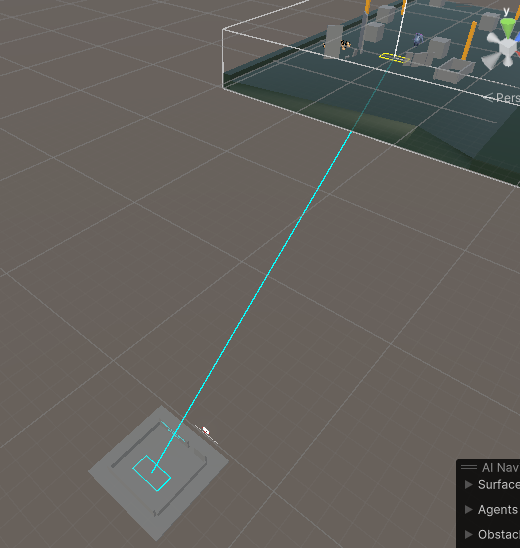 y
< Pers
AI Nav
Surface
Agents
Obstac